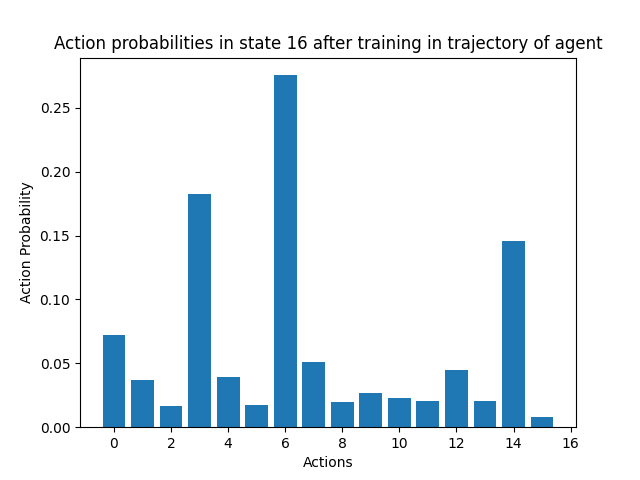 Action probabilities in state 16 after training in trajectory of agent
Action Probability
0.25
0.20
0.15
0.10
0.05
0.00
0 2 4 6 8 10 12 14 16
Actions